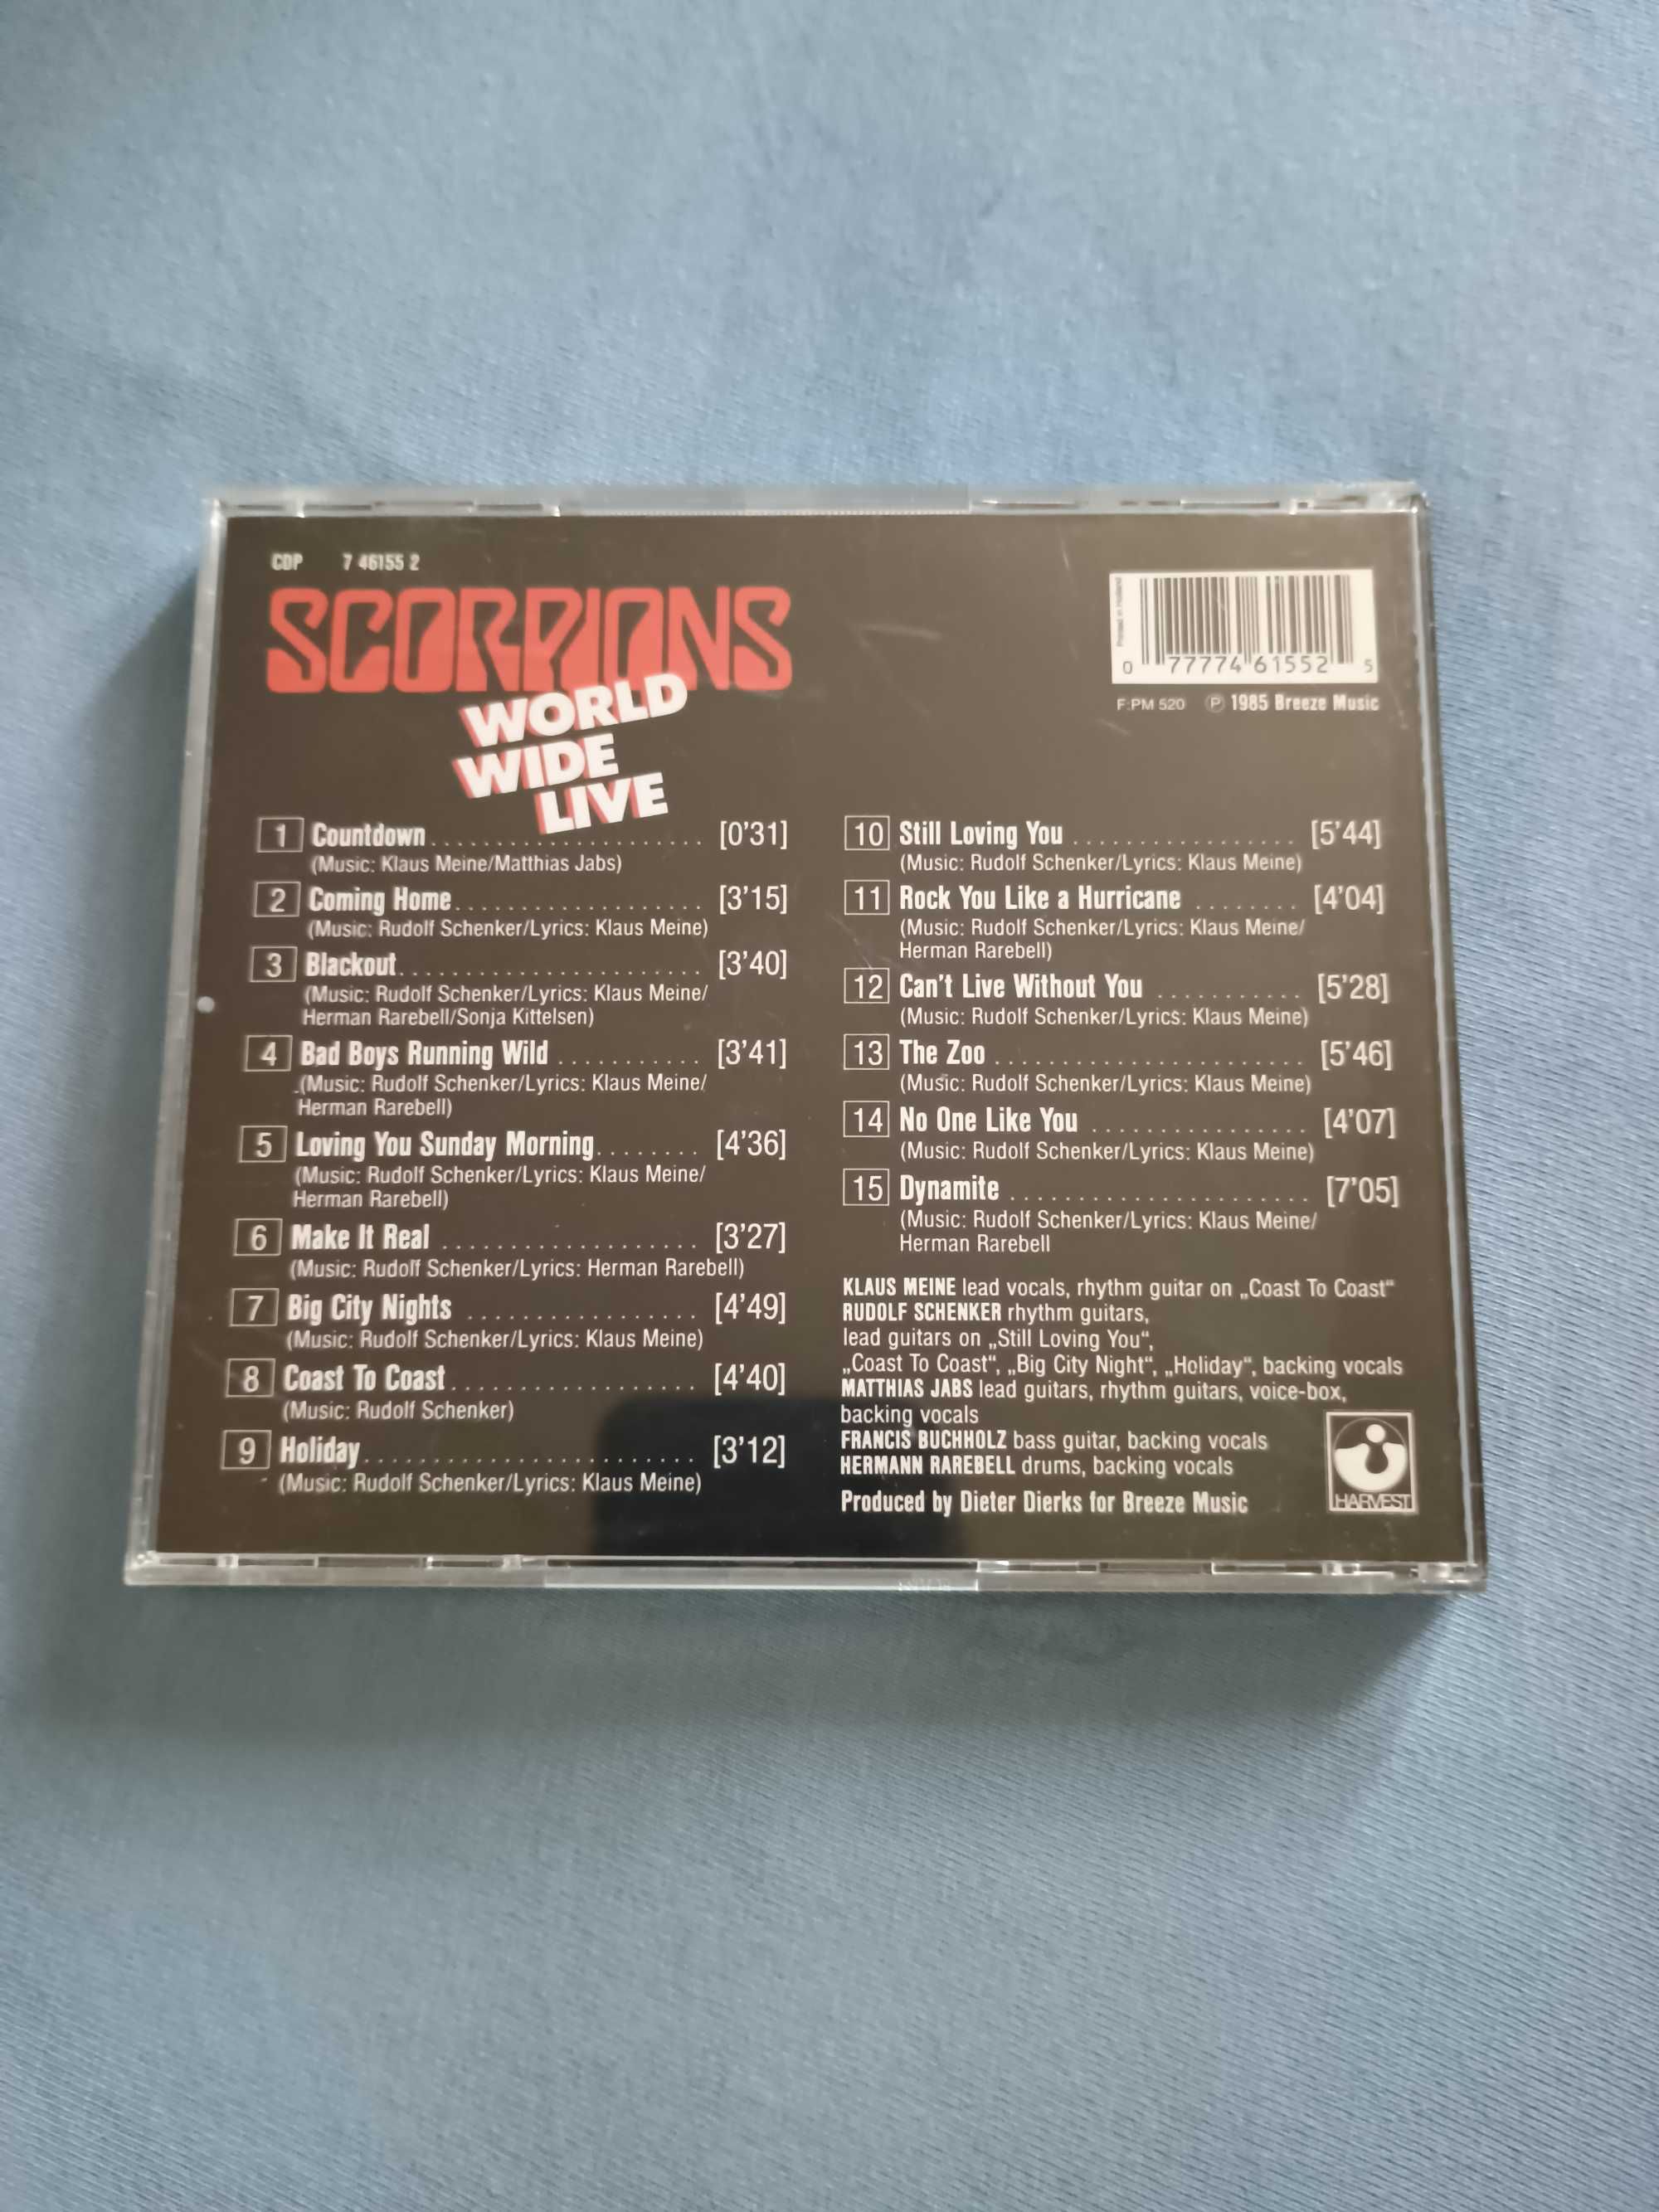 CDP 7 46155 2
SCORPIONS
WORLD
WIDE
LIVE
Printed in Holland
0 77774 61552 5
F: PM 520 Ⓟ 1985 Breeze Music
1 Countdown [0'31]
(Music: Klaus Meine/Matthias Jabs)
2 Coming Home [3'15]
(Music: Rudolf Schenker/Lyrics: Klaus Meine)
3 Blackout [3'40]
(Music: Rudolf Schenker/Lyrics: Klaus Meine/
Herman Rarebell/Sonja Kittelsen)
4 Bad Boys Running Wild [3'41]
(Music: Rudolf Schenker/Lyrics: Klaus Meine/
Herman Rarebell)
5 Loving You Sunday Morning [4'36]
(Music: Rudolf Schenker/Lyrics: Klaus Meine/
Herman Rarebell)
6 Make It Real [3'27]
(Music: Rudolf Schenker/Lyrics: Herman Rarebell)
7 Big City Nights [4'49]
(Music: Rudolf Schenker/Lyrics: Klaus Meine)
8 Coast To Coast [4'40]
(Music: Rudolf Schenker)
9 Holiday [3'12]
(Music: Rudolf Schenker/Lyrics: Klaus Meine)
10 Still Loving You [5'44]
(Music: Rudolf Schenker/Lyrics: Klaus Meine)
11 Rock You Like a Hurricane [4'04]
(Music: Rudolf Schenker/Lyrics: Klaus Meine/
Herman Rarebell)
12 Can't Live Without You [5'28]
(Music: Rudolf Schenker/Lyrics: Klaus Meine)
13 The Zoo [5'46]
(Music: Rudolf Schenker/Lyrics: Klaus Meine)
14 No One Like You [4'07]
(Music: Rudolf Schenker/Lyrics: Klaus Meine)
15 Dynamite [7'05]
(Music: Rudolf Schenker/Lyrics: Klaus Meine/
Herman Rarebell
KLAUS MEINE lead vocals, rhythm guitar on „Coast To Coast“
RUDOLF SCHENKER rhythm guitars,
lead guitars on „Still Loving You“,
„Coast To Coast“, „Big City Night“, „Holiday“, backing vocals
MATTHIAS JABS lead guitars, rhythm guitars, voice-box,
backing vocals
FRANCIS BUCHHOLZ bass guitar, backing vocals
HERMANN RAREBELL drums, backing vocals
Produced by Dieter Dierks for Breeze Music
HARVEST